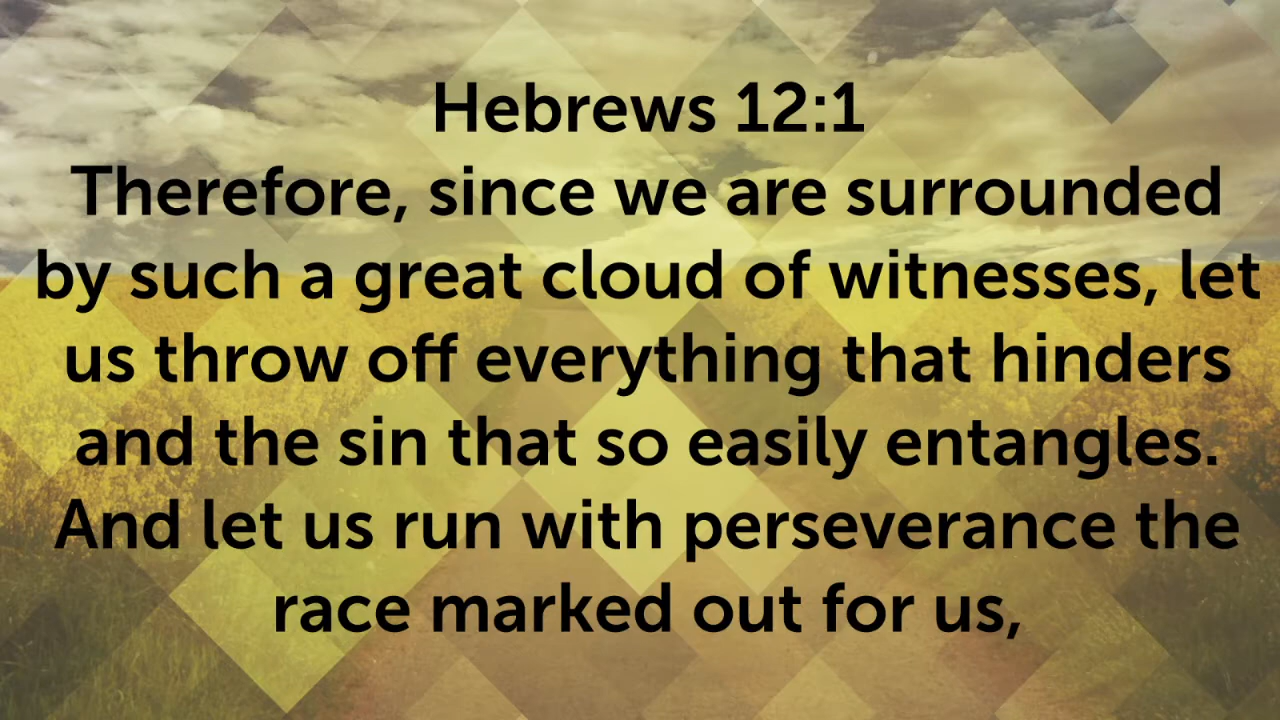 Hebrews 12:1
Therefore, since we are surrounded
by such a great cloud of witnesses, let
us throw off everything that hinders
and the sin that so easily entangles.
And let us run with perseverance the
race marked out for us,